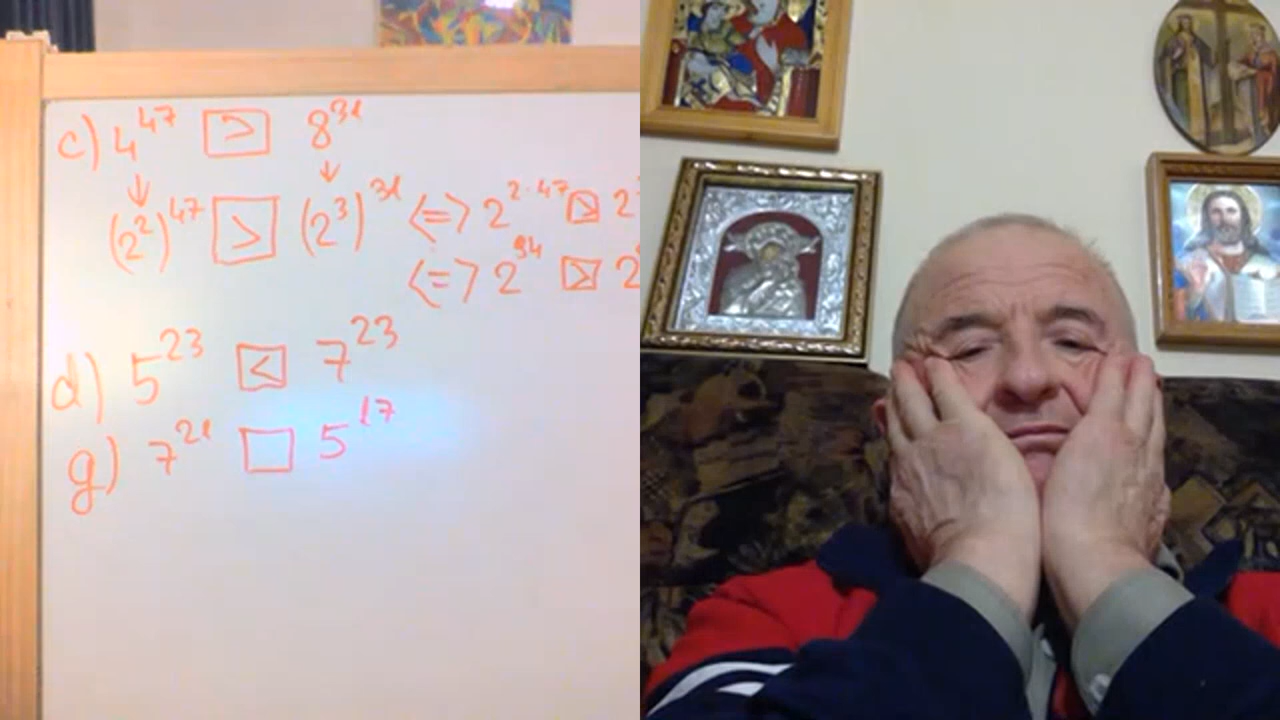 c) 4^47 > 8^31
↓ ↓
(2^2)^47 > (2^3)^31 <=> 2^2·47 > 2
<=> 2^94 > 2
d) 5^23 < 7^23
g) 7^21 □ 5^17